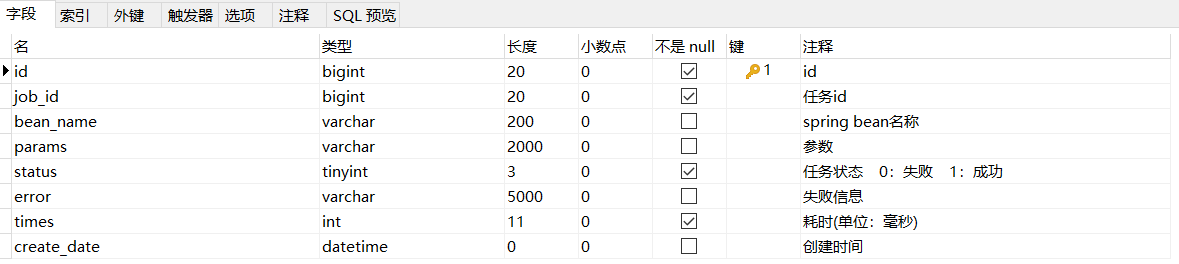 字段 索引 外键 触发器 选项 注释 SQL 预览
名 类型 长度 小数点 不是 null 键 注释
id bigint 20 0 1 id
job_id bigint 20 0 任务id
bean_name varchar 200 0 spring bean名称
params varchar 2000 0 参数
status tinyint 3 0 任务状态 0：失败 1：成功
error varchar 5000 0 失败信息
times int 11 0 耗时(单位：毫秒)
create_date datetime 0 0 创建时间